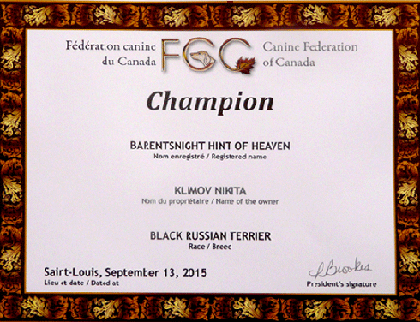 Fédération canine
du Canada
FCC
Canine Federation
of Canada
Champion
BARENTSNIGHT HINT OF HEAVEN
Nom enregistré / Registered name
KLIMOV NIKITA
Nom du propriétaire / Name of the owner
BLACK RUSSIAN TERRIER
Race / Breed
Saint-Louis, September 13, 2015
Lieu et date / Dated at
President's signature